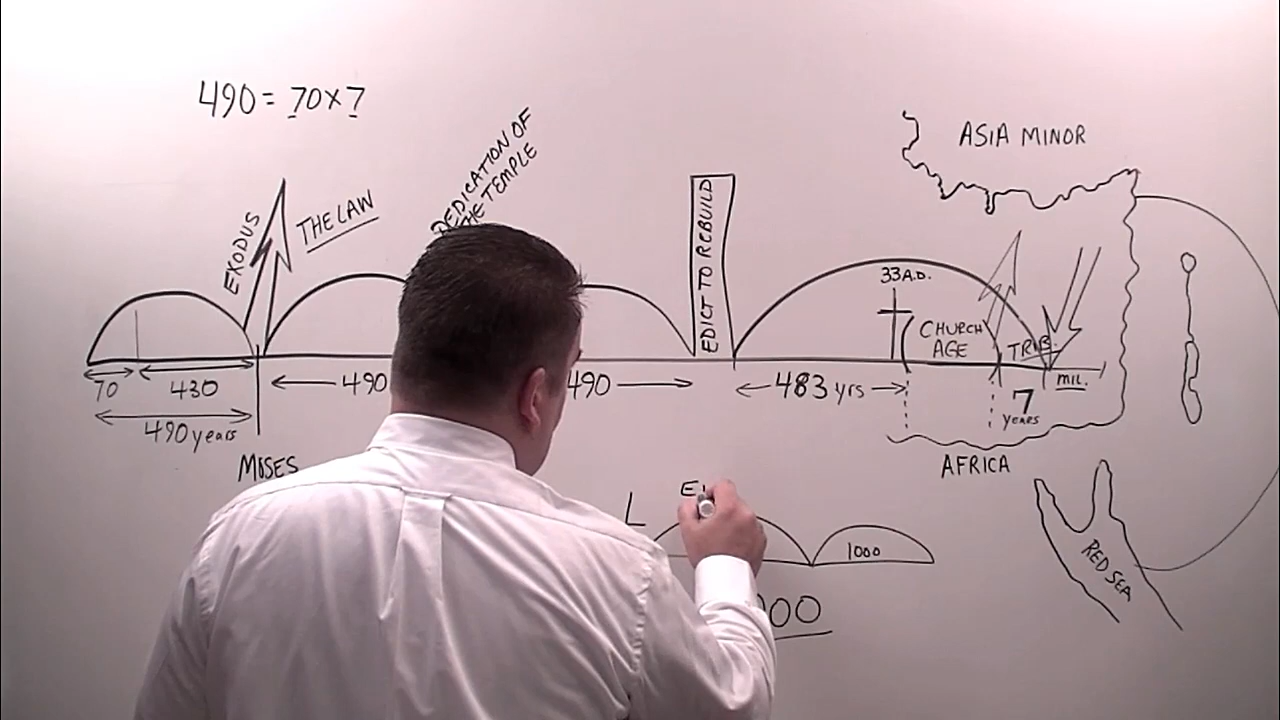 490 = 70 x 7
EXODUS
THE LAW
DEDICATION OF
THE TEMPLE
EDICT TO REBUILD
33 A.D.
CHURCH
AGE
TRIB.
MIL.
70
430
490 years
490
490
483 yrs
7
years
MOSES
ASIA MINOR
AFRICA
RED SEA
L
1000